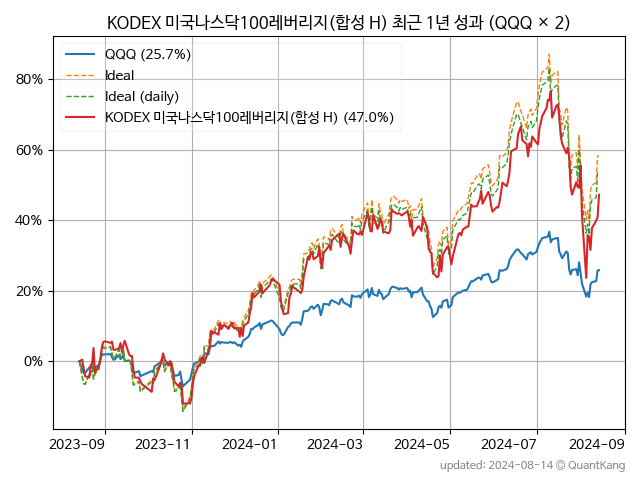 KODEX 미국나스닥100레버리지(합성 H) 최근 1년 성과 (QQQ × 2)
QQQ (25.7%)
Ideal
Ideal (daily)
KODEX 미국나스닥100레버리지(합성 H) (47.0%)
80%
60%
40%
20%
0%
2023-09 2023-11 2024-01 2024-03 2024-05 2024-07 2024-09
updated: 2024-08-14 © QuantKang